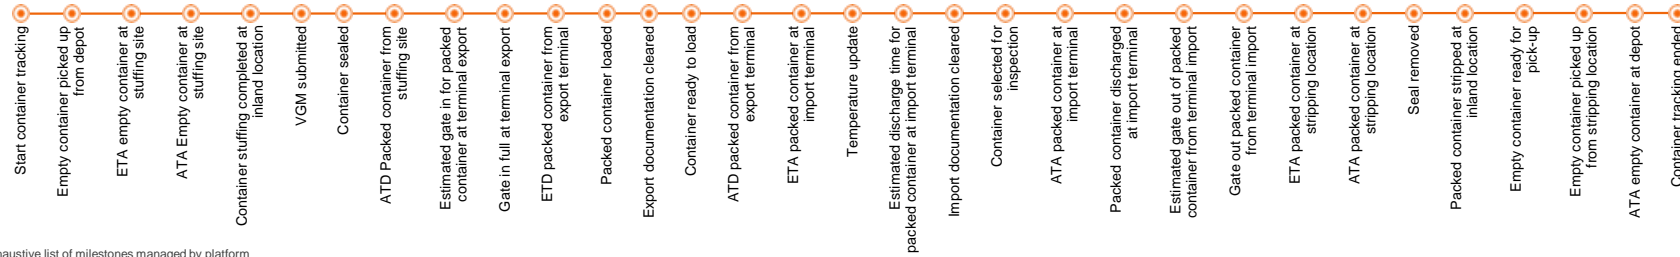 Start container tracking
Empty container picked up
from depot
ETA empty container at
stuffing site
ATA Empty container at
stuffing site
Container stuffing completed at
inland location
VGM submitted
Container sealed
ATD Packed container from
stuffing site
Estimated gate in for packed
container at terminal export
Gate in full at terminal export
ETD packed container from
export terminal
Packed container loaded
Export documentation cleared
Container ready to load
ATD packed container from
export terminal
ETA packed container at
import terminal
Temperature update
Estimated discharge time for
packed container at import terminal
Import documentation cleared
Container selected for
inspection
ATA packed container at
import terminal
Packed container discharged
at import terminal
Estimated gate out of packed
container from terminal import
Gate out packed container
from terminal import
ETA packed container at
stripping location
ATA packed container at
stripping location
Seal removed
Packed container stripped at
inland location
Empty container ready for
pick-up
Empty container picked up
from stripping location
ATA empty container at depot
Container tracking ended
haustive list of milestones managed by platform